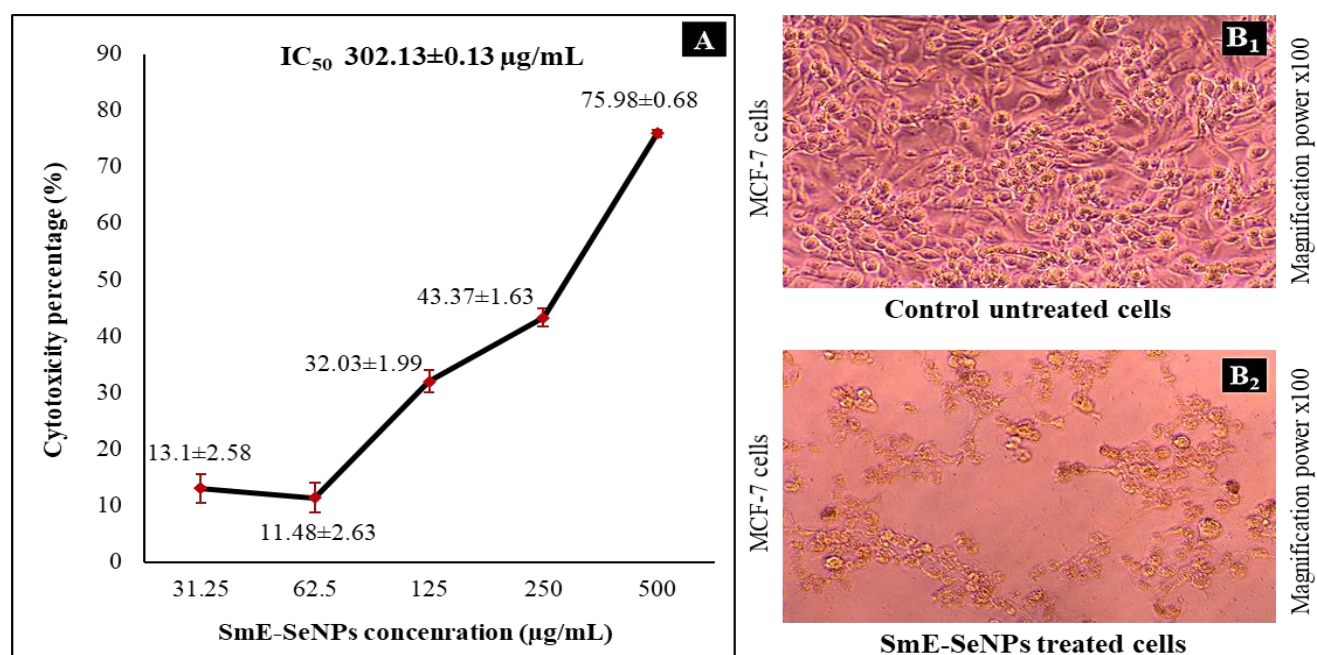 A
IC50 302.13±0.13 µg/mL
Cytotoxicity percentage (%)
90
80
70
60
50
40
30
20
10
0
13.1±2.58
11.48±2.63
32.03±1.99
43.37±1.63
75.98±0.68
31.25 62.5 125 250 500
SmE-SeNPs concenration (µg/mL)
MCF-7 cells
B1
Magnification power x100
Control untreated cells
MCF-7 cells
B2
Magnification power x100
SmE-SeNPs treated cells